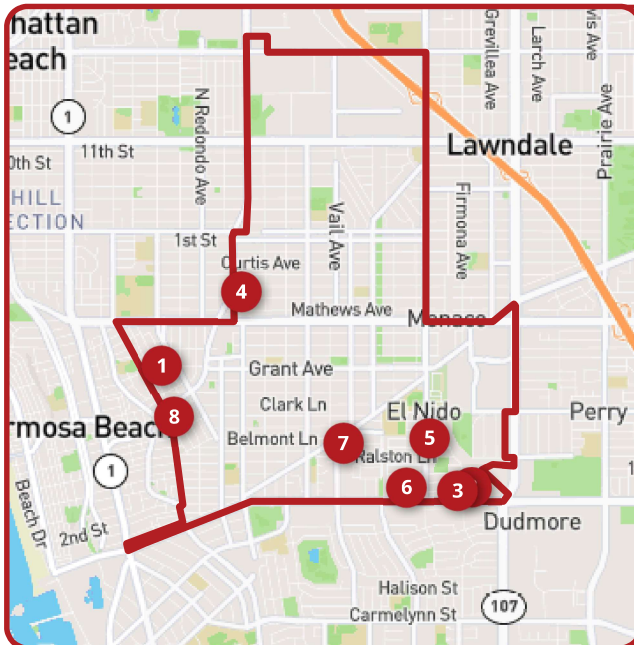 hattan
each
Grevillea Ave
Larch Ave
vis Ave
1
N Redondo Ave
11th St
Lawndale
Prairie Ave
0th St
HILL
ECTION
Vail Ave
Firmona Ave
1st St
Curtis Ave
4
Mathews Ave
1
Grant Ave
8
Clark Ln
El Nido
Perry
rmosa Beach
Belmont Ln
7
5
Ralston Ln
1
6
3
Beach Dr
2nd St
Dudmore
Halison St
107
Carmelynn St